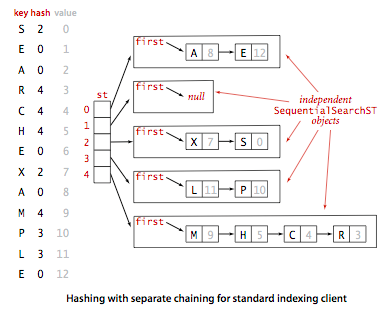 key hash value
S 2 0
E 0 1
A 0 2
R 4 3
C 4 4
H 4 5
E 0 6
X 2 7
A 0 8
M 4 9
P 3 10
L 3 11
E 0 12
st
0
1
2
3
4
first
A 8 E 12
first
null
first
X 7 S 0
first
L 11 P 10
first
M 9 H 5 C 4 R 3
independent
SequentialSearchST
objects
Hashing with separate chaining for standard indexing client